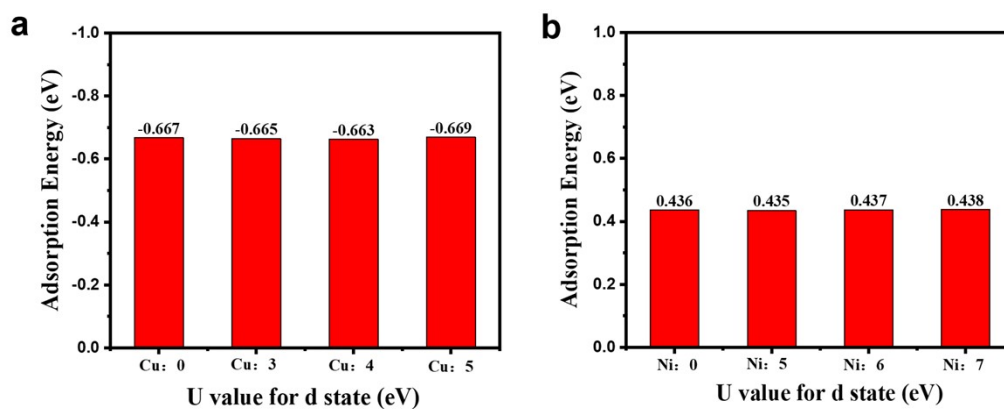 a
Adsorption Energy (eV)
-1.0
-0.8
-0.6
-0.4
-0.2
0.0
-0.667
-0.665
-0.663
-0.669
Cu: 0
Cu: 3
Cu: 4
Cu: 5
U value for d state (eV)
b
Adsorption Energy (eV)
1.0
0.8
0.6
0.4
0.2
0.0
0.436
0.435
0.437
0.438
Ni: 0
Ni: 5
Ni: 6
Ni: 7
U value for d state (eV)